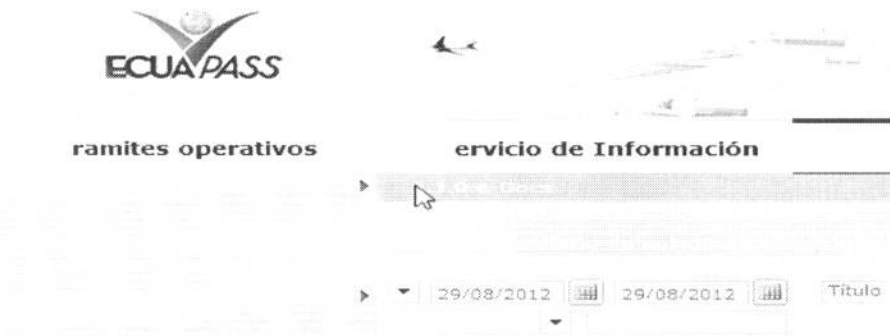 ECUAPASS
ramites operativos ervicio de Información
29/08/2012 29/08/2012 Título